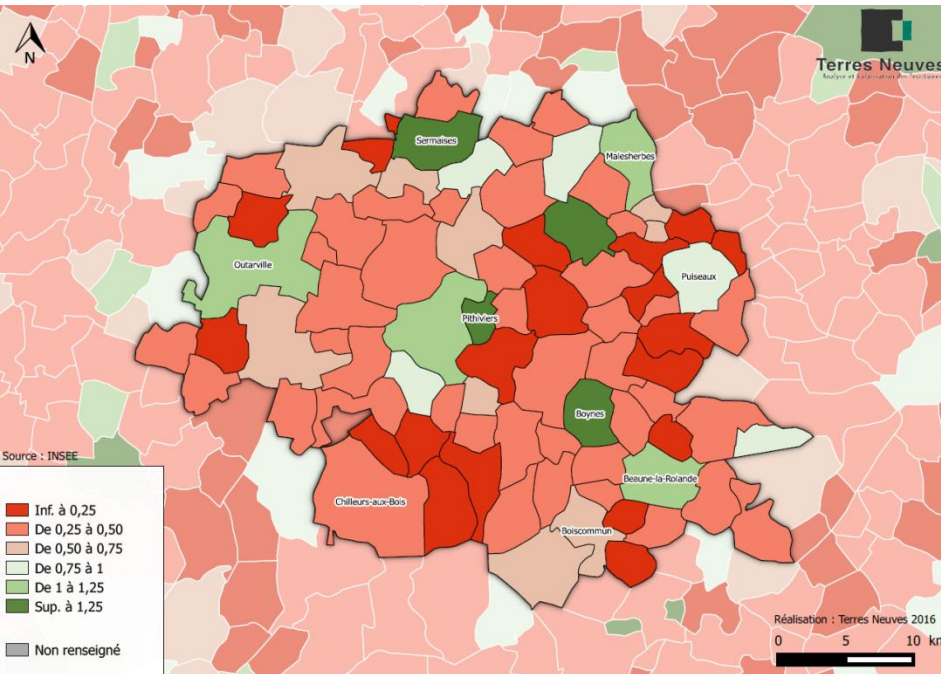 N
Terres Neuves
Analyse et Valorisation des Territoires
Sermaises
Malesherbes
Outarville
Puiseaux
Pithiviers
Boynes
Beaune-la-Rolande
Chilleurs-aux-Bois
Boiscommun
Source : INSEE
Inf. à 0,25
De 0,25 à 0,50
De 0,50 à 0,75
De 0,75 à 1
De 1 à 1,25
Sup. à 1,25
Non renseigné
Réalisation : Terres Neuves 2016
0 5 10 km